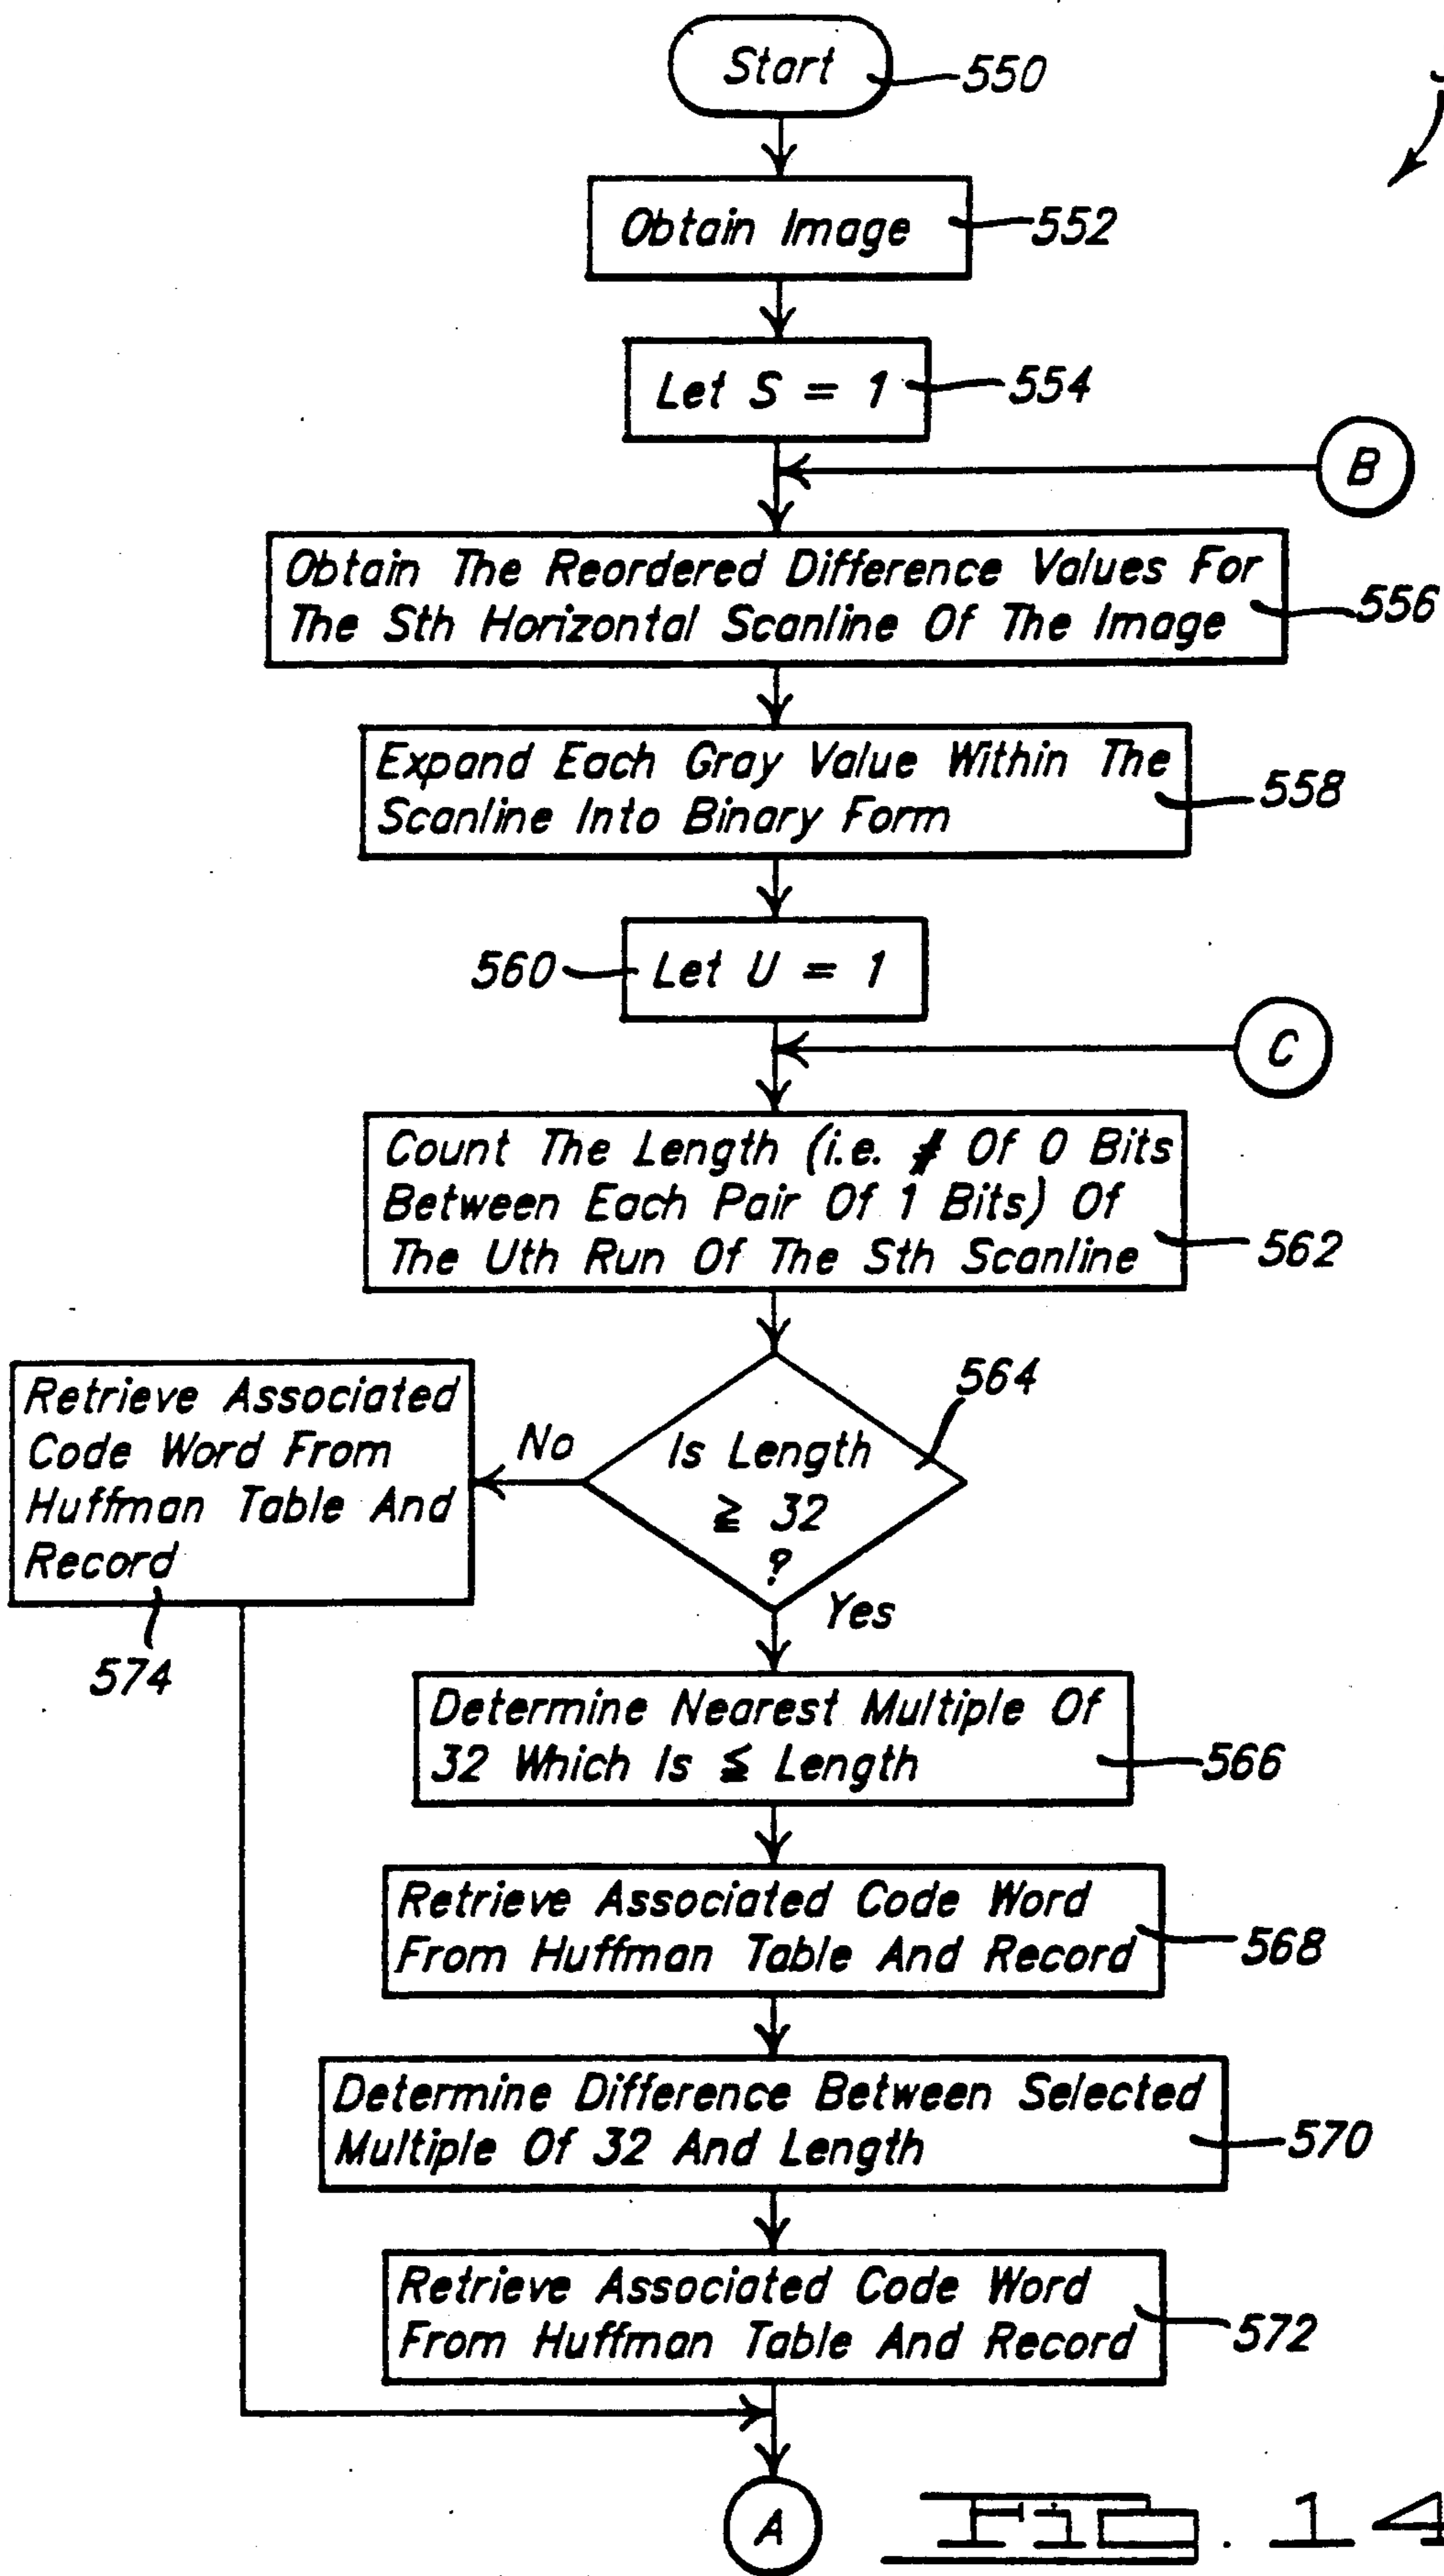 Start
550
Obtain Image
552
Let S = 1
554
B
Obtain The Reordered Difference Values For
The Sth Horizontal Scanline Of The Image
556
Expand Each Gray Value Within The
Scanline Into Binary Form
558
560
Let U = 1
C
Count The Length (i.e. # Of 0 Bits
Between Each Pair Of 1 Bits) Of
The Uth Run Of The Sth Scanline
562
564
Is Length
≧ 32
?
No
Yes
Retrieve Associated
Code Word From
Huffman Table And
Record
574
Determine Nearest Multiple Of
32 Which Is ≦ Length
566
Retrieve Associated Code Word
From Huffman Table And Record
568
Determine Difference Between Selected
Multiple Of 32 And Length
570
Retrieve Associated Code Word
From Huffman Table And Record
572
A
FIG. 14